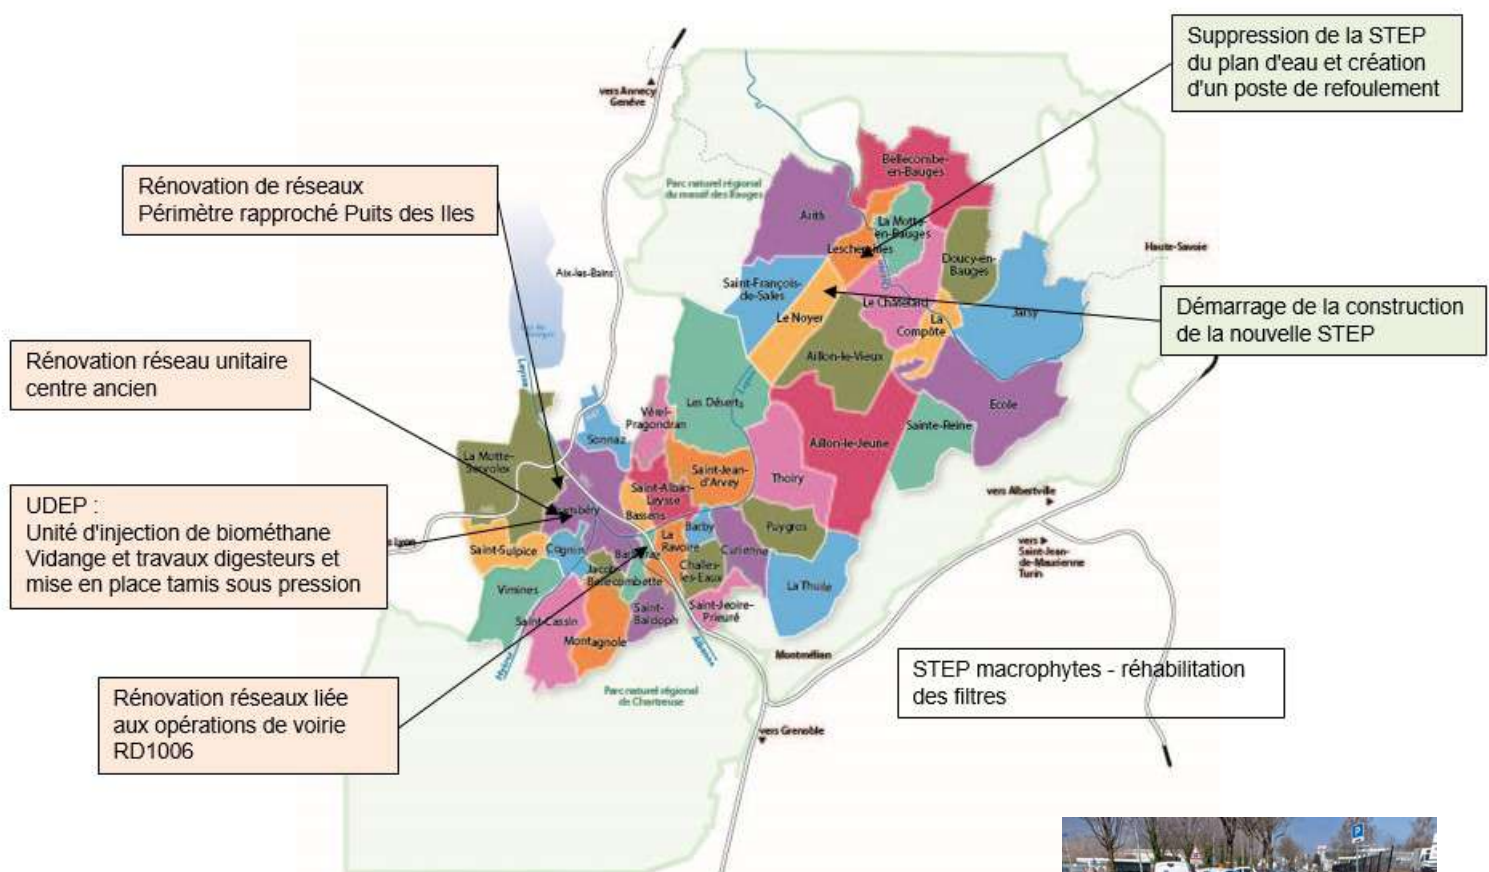 Suppression de la STEP
du plan d'eau et création
d'un poste de refoulement
vers Annecy
Genève
Rénovation de réseaux
Périmètre rapproché Puits des Iles
Parc naturel régional
du massif des Bauges
Bellecombe-
en-Bauges
Arith
La Motte-
en-Bauges
Lescheraines
Doucy-en-
Bauges
Haute-Savoie
Aix-les-Bains
Saint-François-
de-Sales
Le Châtelard
Jarsy
Le Noyer
La
Compôte
Démarrage de la construction
de la nouvelle STEP
Rénovation réseau unitaire
centre ancien
Leysse
Aillon-le-Vieux
Les Déserts
Ecole
Vérel-
Pragondran
Sonnaz
Sainte-Reine
Aillon-le-Jeune
La Motte-
Servolex
Saint-Jean-
d'Arvey
Thoiry
Saint-Alban-
Leysse
vers Albertville
UDEP :
Unité d'injection de biométhane
Vidange et travaux digesteurs et
mise en place tamis sous pression
Bassens
Barby
Puygros
Lyon
Saint-Sulpice
Cognin
La
Ravoire
Curienne
vers
Saint-Jean-
de-Maurienne
Turin
Challes-
les-Eaux
Jacob-
Bellecombette
Vimines
La Thuile
Saint-
Baldoph
Saint-Jeoire-
Prieuré
Saint-Cassin
Montagnole
Albanne
Montmélian
STEP macrophytes - réhabilitation
des filtres
Rénovation réseaux liée
aux opérations de voirie
RD1006
Parc naturel régional
de Chartreuse
vers Grenoble
P